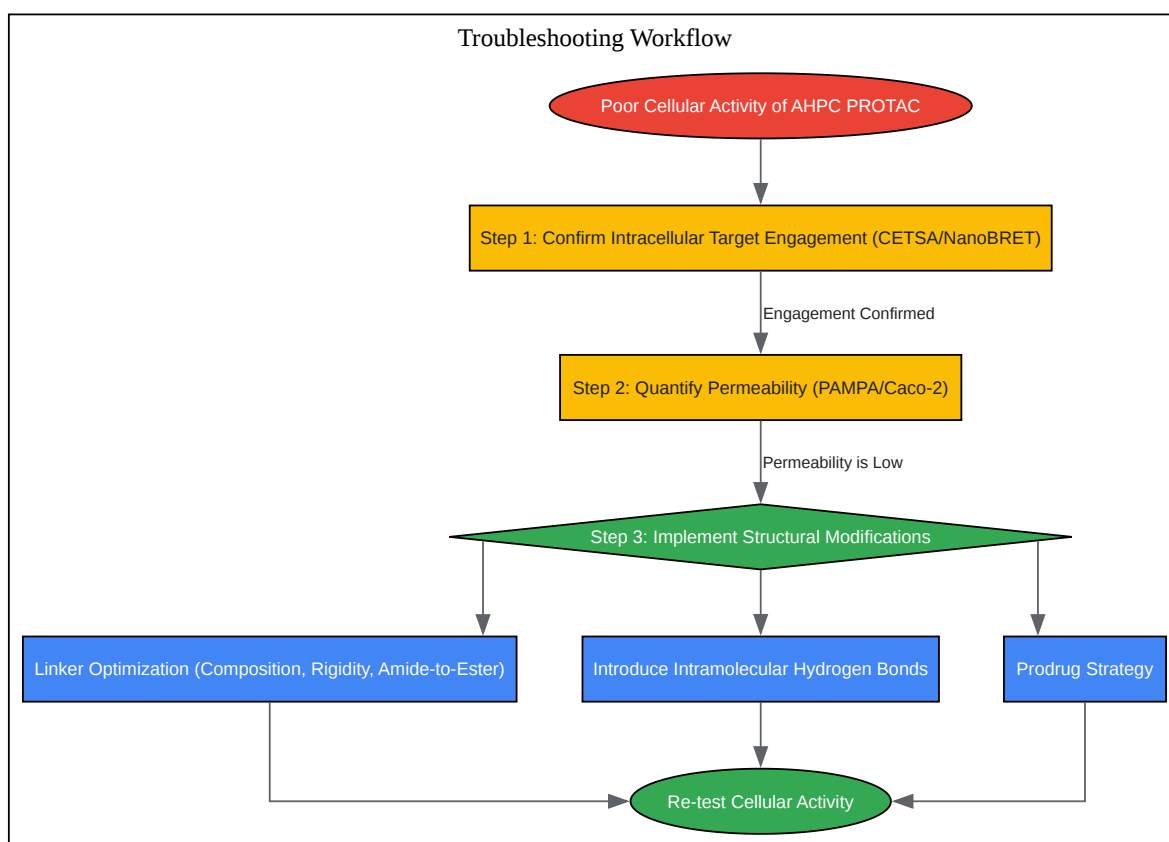 Troubleshooting Workflow
Poor Cellular Activity of AHPC PROTAC
Step 1: Confirm Intracellular Target Engagement (CETSA/NanoBRET)
Engagement Confirmed
Step 2: Quantify Permeability (PAMPA/Caco-2)
Permeability is Low
Step 3: Implement Structural Modifications
Linker Optimization (Composition, Rigidity, Amide-to-Ester)
Introduce Intramolecular Hydrogen Bonds
Prodrug Strategy
Re-test Cellular Activity